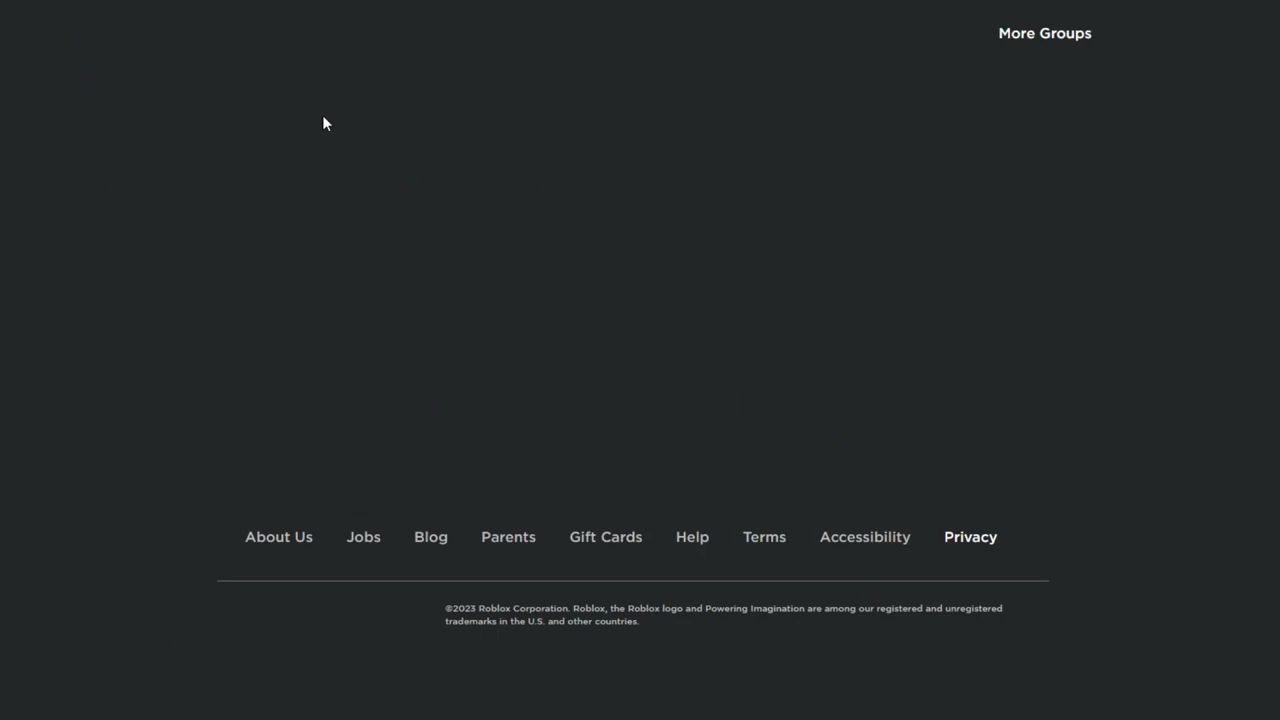 More Groups
About Us Jobs Blog Parents Gift Cards Help Terms Accessibility Privacy
©2023 Roblox Corporation. Roblox, the Roblox logo and Powering Imagination are among our registered and unregistered
trademarks in the U.S. and other countries.